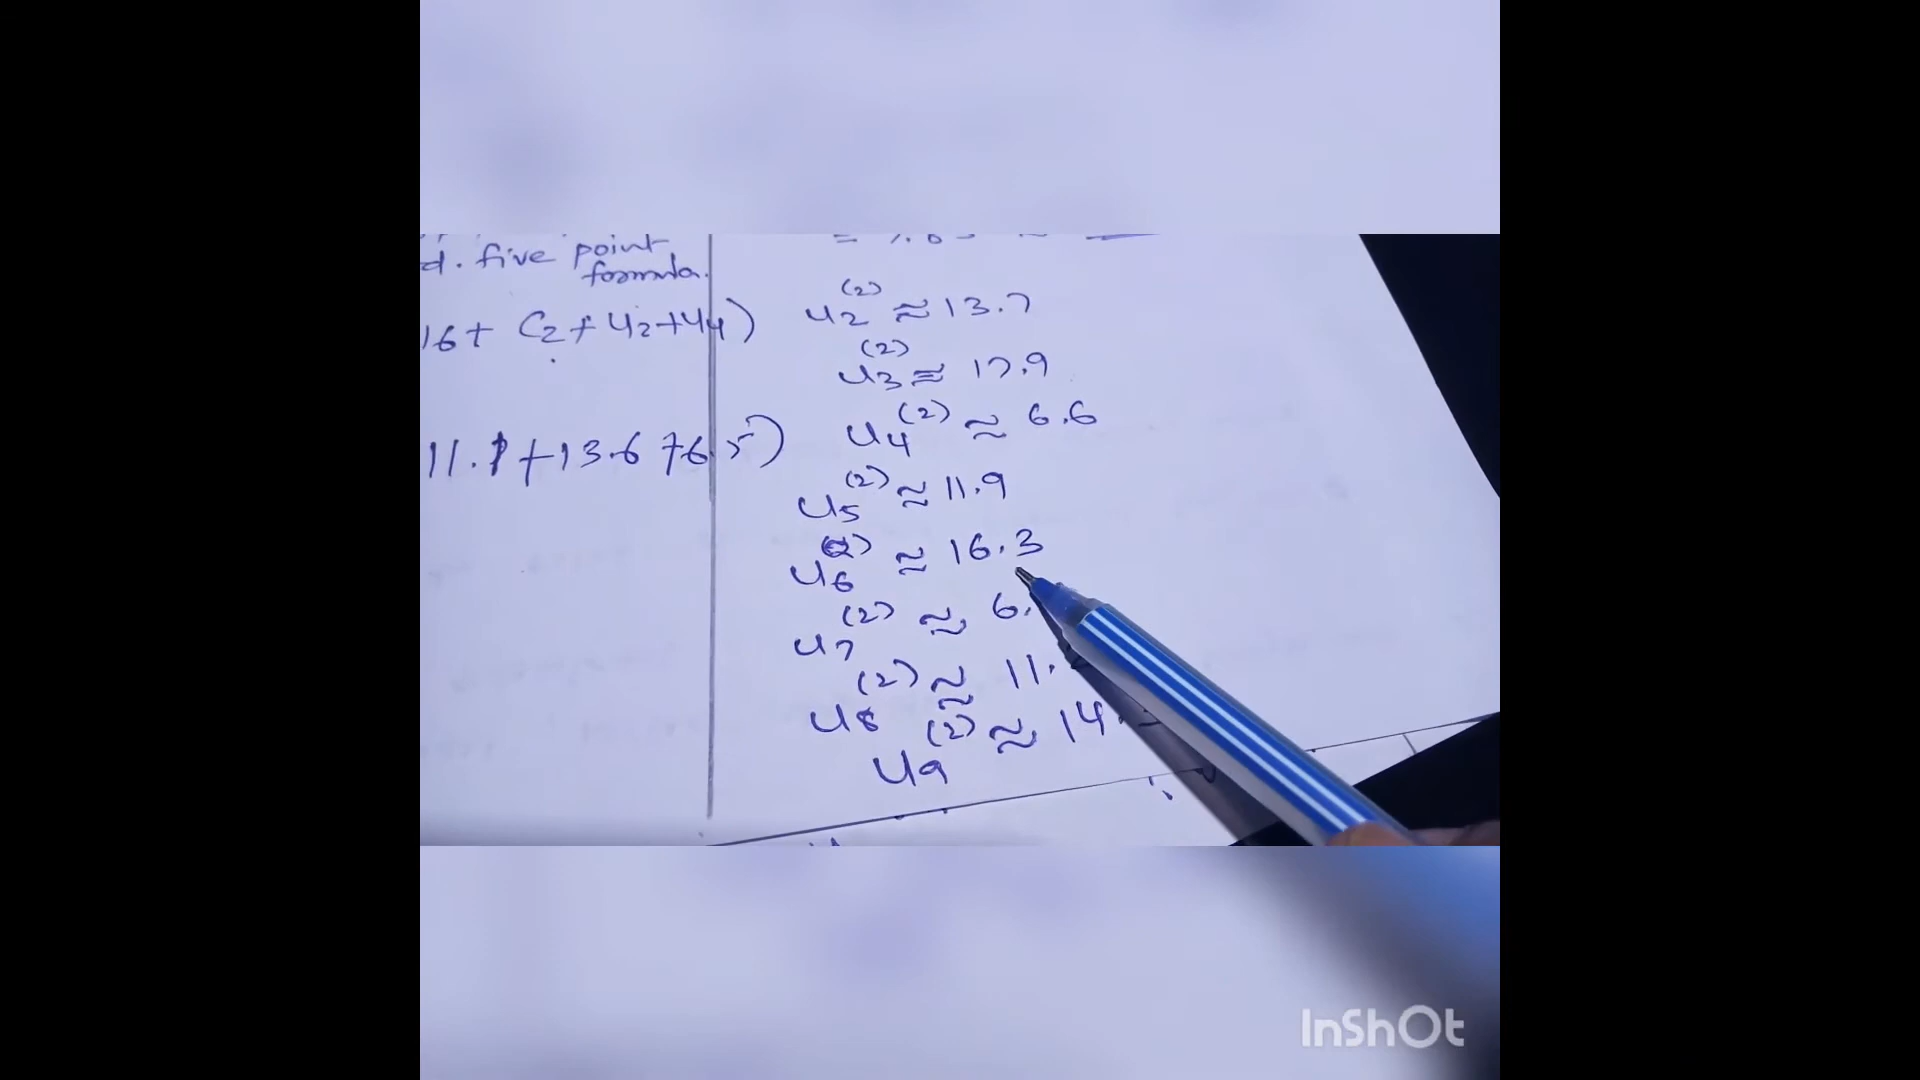 d. five point
formula.
16+ C2 + U2+U4)
11.1+13.6+6.5)
U2(2) ≈ 13.7
U3(2) ≈ 17.9
U4(2) ≈ 6.6
U5(2) ≈ 11.9
U6(2) ≈ 16.3
U7(2) ≈ 6.
U8(2) ≈ 11.
U9(2) ≈ 14.
InShOt